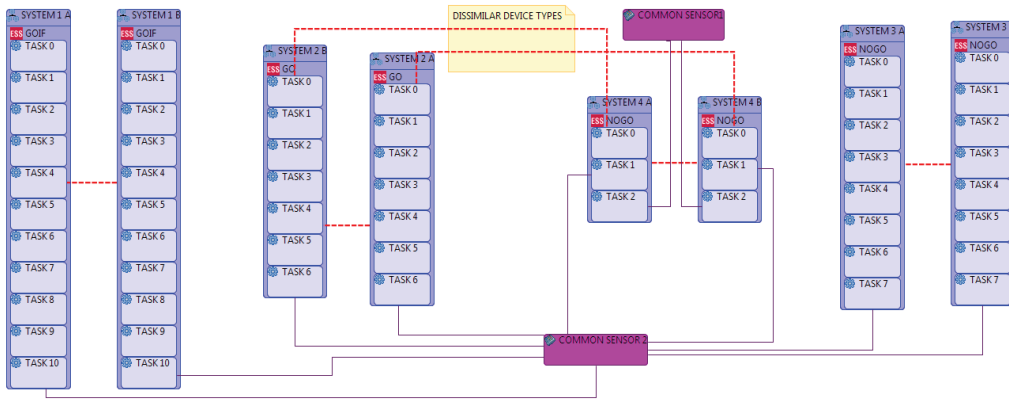 SYSTEM 1 A
ESS GOIF
TASK 0
TASK 1
TASK 2
TASK 3
TASK 4
TASK 5
TASK 6
TASK 7
TASK 8
TASK 9
TASK 10
SYSTEM 1 B
ESS GOIF
TASK 0
TASK 1
TASK 2
TASK 3
TASK 4
TASK 5
TASK 6
TASK 7
TASK 8
TASK 9
TASK 10
SYSTEM 2 B
ESS GO
TASK 0
TASK 1
TASK 2
TASK 3
TASK 4
TASK 5
TASK 6
SYSTEM 2 A
ESS GO
TASK 0
TASK 1
TASK 2
TASK 3
TASK 4
TASK 5
TASK 6
DISSIMILAR DEVICE TYPES
COMMON SENSOR1
SYSTEM 4 A
ESS NOGO
TASK 0
TASK 1
TASK 2
SYSTEM 4 B
ESS NOGO
TASK 0
TASK 1
TASK 2
COMMON SENSOR 2
SYSTEM 3 A
ESS NOGO
TASK 0
TASK 1
TASK 2
TASK 3
TASK 4
TASK 5
TASK 6
TASK 7
SYSTEM 3
ESS NOGO
TASK 0
TASK 1
TASK 2
TASK 3
TASK 4
TASK 5
TASK 6
TASK 7